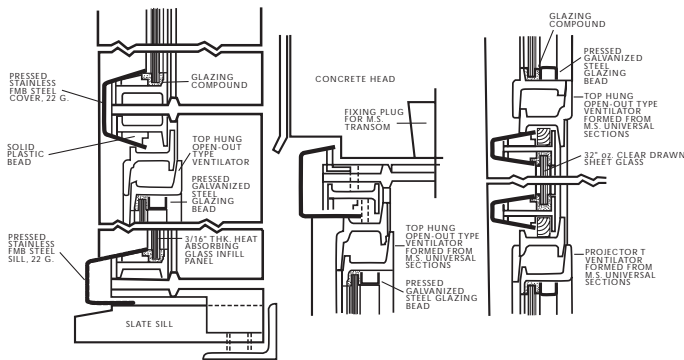 PRESSED
STAINLESS
FMB STEEL
COVER, 22 G.
GLAZING
COMPOUND
SOLID
PLASTIC
BEAD
TOP HUNG
OPEN-OUT
TYPE
VENTILATOR
PRESSED
GALVANIZED
STEEL
GLAZING
BEAD
PRESSED
STAINLESS
FMB STEEL
SILL, 22 G.
3/16" THK. HEAT
ABSORBING
GLASS INFILL
PANEL
SLATE SILL
CONCRETE HEAD
FIXING PLUG
FOR M.S.
TRANSOM
TOP HUNG
OPEN-OUT TYPE
VENTILATOR
FORMED FROM
M.S. UNIVERSAL
SECTIONS
PRESSED
GALVANIZED
STEEL GLAZING
BEAD
GLAZING
COMPOUND
PRESSED
GALVANIZED
STEEL
GLAZING
BEAD
TOP HUNG
OPEN-OUT TYPE
VENTILATOR
FORMED FROM
M.S. UNIVERSAL
SECTIONS
32" oz. CLEAR DRAWN
SHEET GLASS
PROJECTOR T
VENTILATOR
FORMED FROM
M.S. UNIVERSAL
SECTIONS